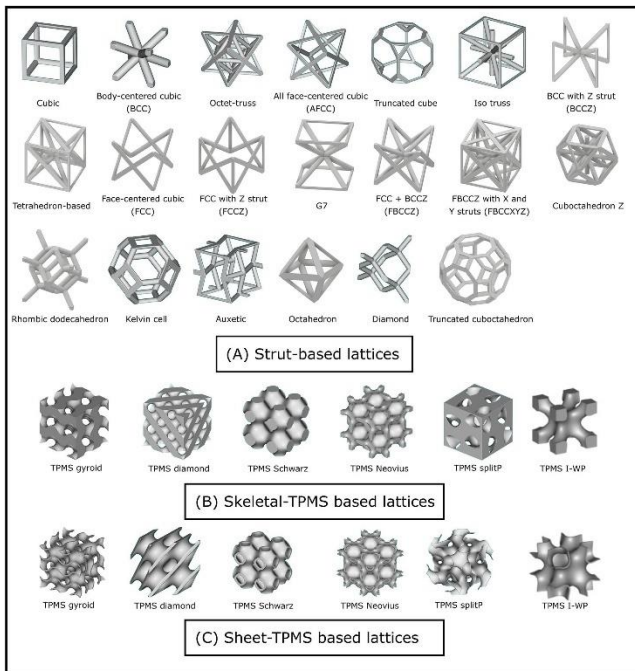 Cubic
Body-centered cubic
(BCC)
Octet-truss
All face-centered cubic
(AFCC)
Truncated cube
Iso truss
BCC with Z strut
(BCCZ)
Tetrahedron-based
Face-centered cubic
(FCC)
FCC with Z strut
(FCCZ)
G7
FCC + BCCZ
(FBCCZ)
FBCCZ with X and
Y struts (FBCCXYZ)
Cuboctahedron Z
Rhombic dodecahedron
Kelvin cell
Auxetic
Octahedron
Diamond
Truncated cuboctahedron
(A) Strut-based lattices
TPMS gyroid
TPMS diamond
TPMS Schwarz
TPMS Neovius
TPMS splitP
TPMS I-WP
(B) Skeletal-TPMS based lattices
TPMS gyroid
TPMS diamond
TPMS Schwarz
TPMS Neovius
TPMS splitP
TPMS I-WP
(C) Sheet-TPMS based lattices